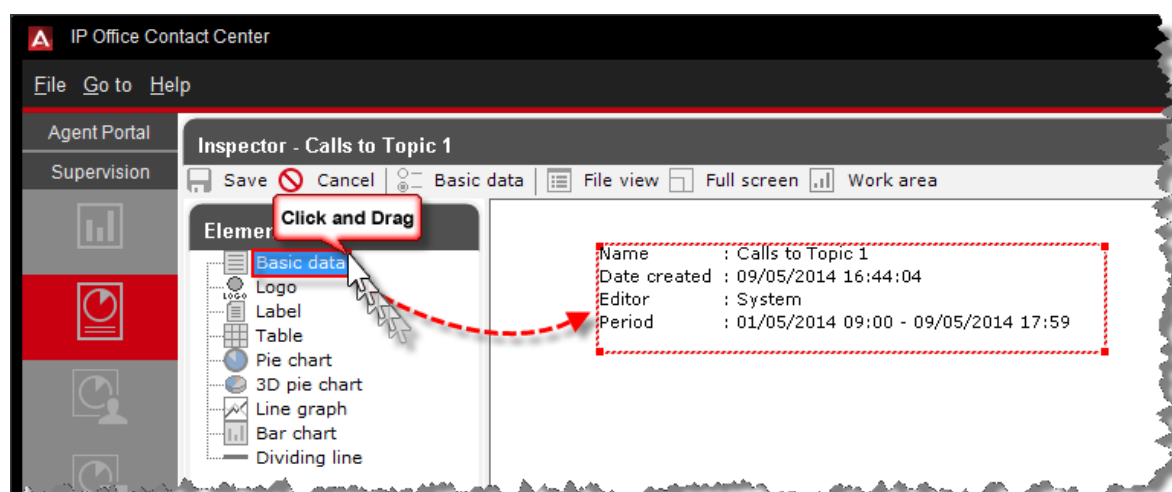 IP Office Contact Center
File Go to Help
Agent Portal
Supervision
Inspector - Calls to Topic 1
Save Cancel Basic data File view Full screen Work area
Click and Drag
Basic data
LOGO Logo
Label
Table
Pie chart
3D pie chart
Line graph
Bar chart
Dividing line
Name : Calls to Topic 1
Date created : 09/05/2014 16:44:04
Editor : System
Period : 01/05/2014 09:00 - 09/05/2014 17:59